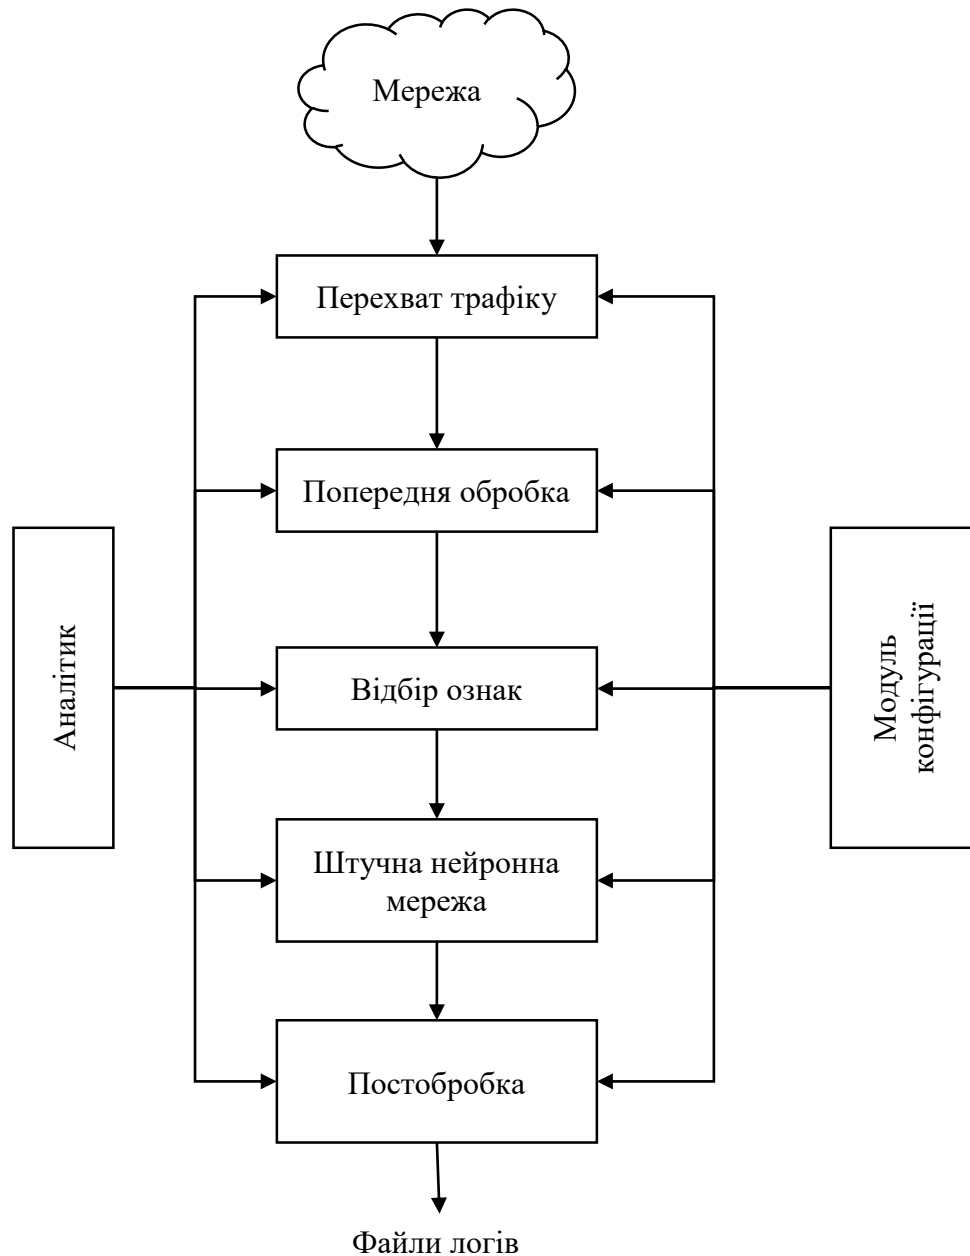 Мережа
Перехват трафіку
Попередня обробка
Аналітик
Відбір ознак
Модуль
конфігурації
Штучна нейронна
мережа
Постобробка
Файли логів